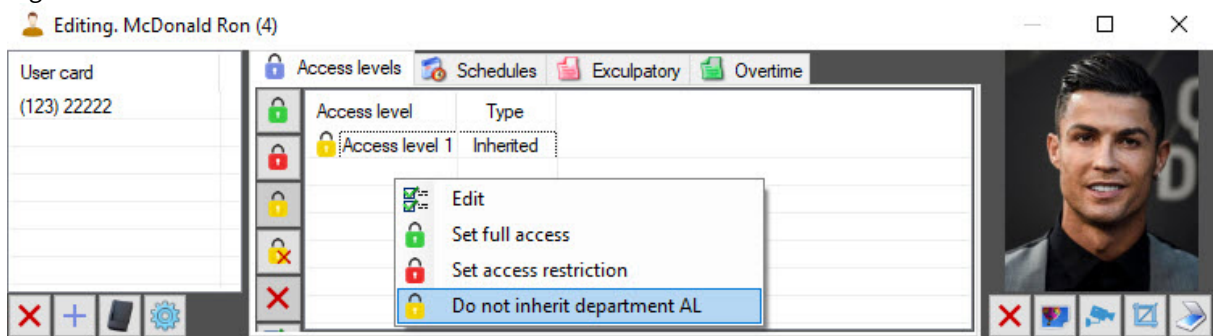 Editing. McDonald Ron (4)
User card
(123) 22222
Access levels Schedules Exculpatory Overtime
Access level Type
Access level 1 Inherited
Edit
Set full access
Set access restriction
Do not inherit department AL